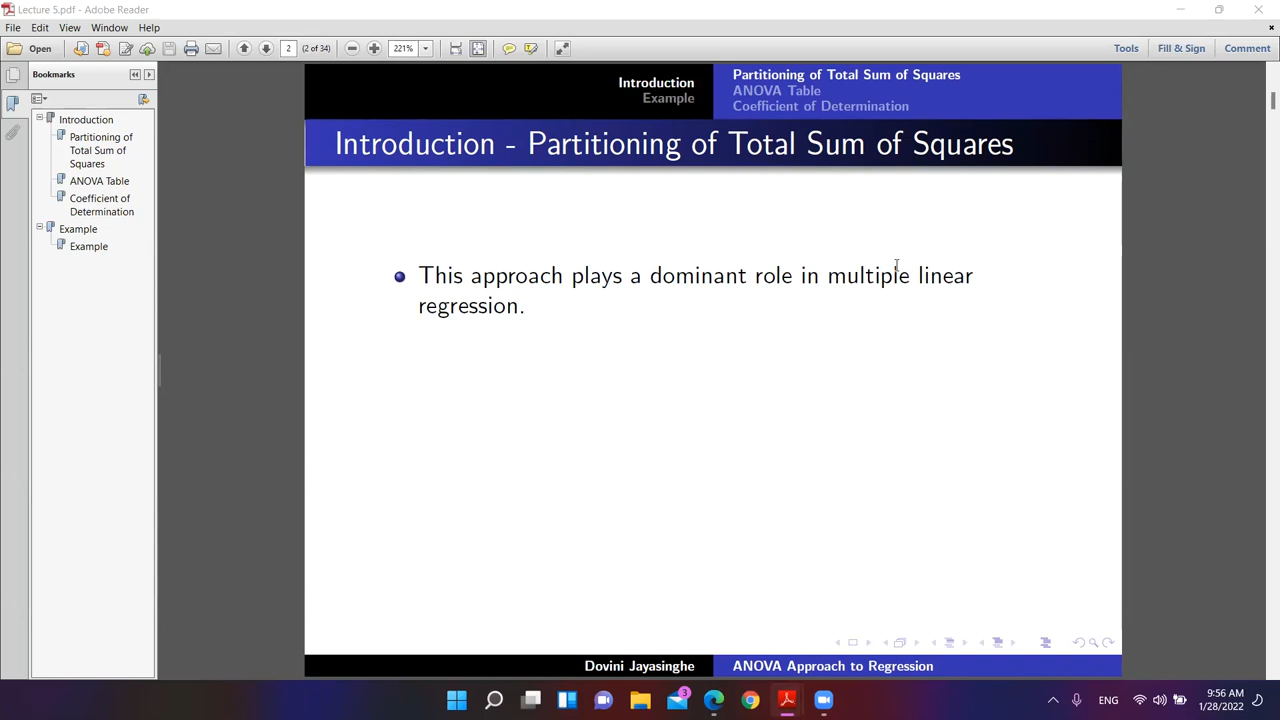 Lecture 5.pdf - Adobe Reader
File Edit View Window Help
Open 2 (2 of 34) 221% Tools Fill & Sign Comment
Bookmarks
Introduction
Partitioning of
Total Sum of
Squares
ANOVA Table
Coefficient of
Determination
Example
Example
Introduction
Example
Partitioning of Total Sum of Squares
ANOVA Table
Coefficient of Determination
Introduction - Partitioning of Total Sum of Squares
This approach plays a dominant role in multiple linear
regression.
Dovini Jayasinghe
ANOVA Approach to Regression
3
ENG
9:56 AM
1/28/2022